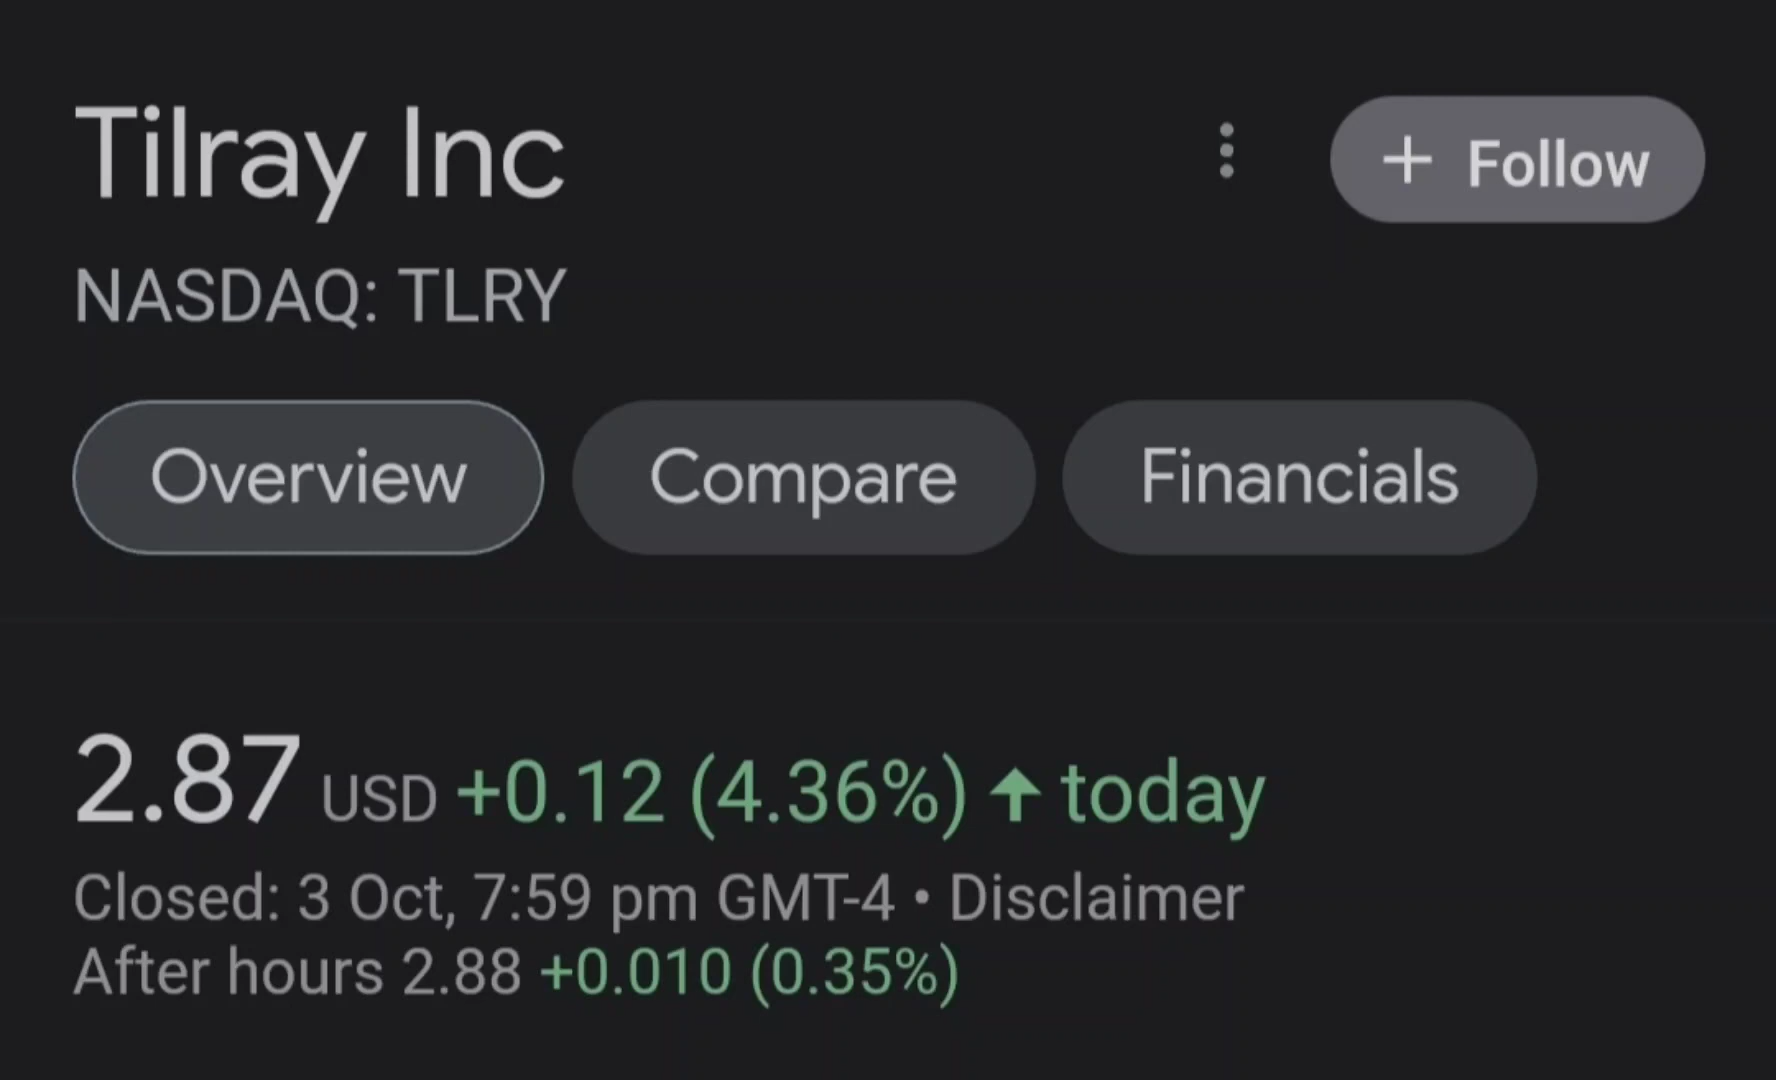 Tilray Inc
+ Follow
NASDAQ: TLRY
Overview Compare Financials
2.87 USD +0.12 (4.36%) ↑ today
Closed: 3 Oct, 7:59 pm GMT-4 • Disclaimer
After hours 2.88 +0.010 (0.35%)